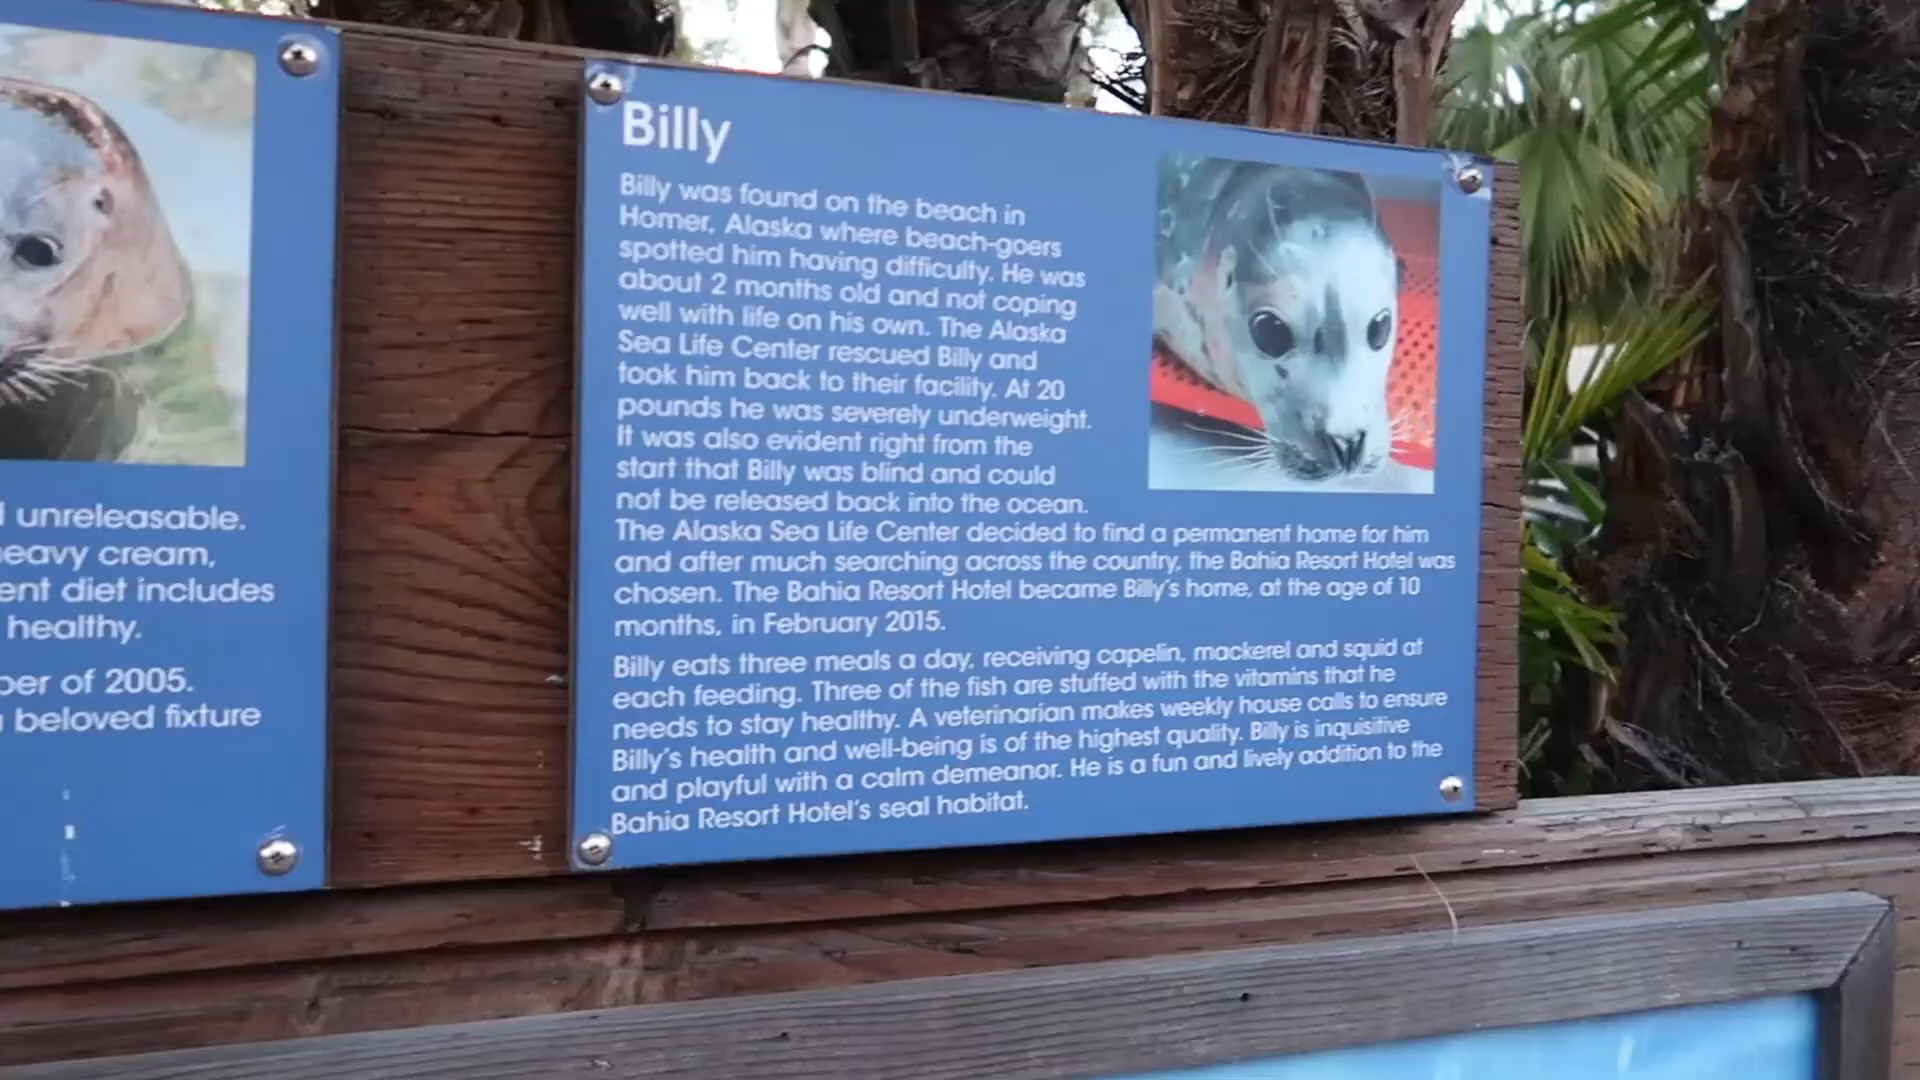 unreleasable.
heavy cream,
diet includes
healthy.
of 2005.
beloved fixture
Billy
Billy was found on the beach in
Homer, Alaska where beach-goers
spotted him having difficulty. He was
about 2 months old and not coping
well with life on his own. The Alaska
Sea Life Center rescued Billy and
took him back to their facility. At 20
pounds he was severely underweight.
It was also evident right from the
start that Billy was blind and could
not be released back into the ocean.
The Alaska Sea Life Center decided to find a permanent home for him
and after much searching across the country, the Bahia Resort Hotel was
chosen. The Bahia Resort Hotel became Billy's home, at the age of 10
months, in February 2015.
Billy eats three meals a day, receiving capelin, mackerel and squid at
each feeding. Three of the fish are stuffed with the vitamins that he
needs to stay healthy. A veterinarian makes weekly house calls to ensure
Billy's health and well-being is of the highest quality. Billy is inquisitive
and playful with a calm demeanor. He is a fun and lively addition to the
Bahia Resort Hotel's seal habitat.